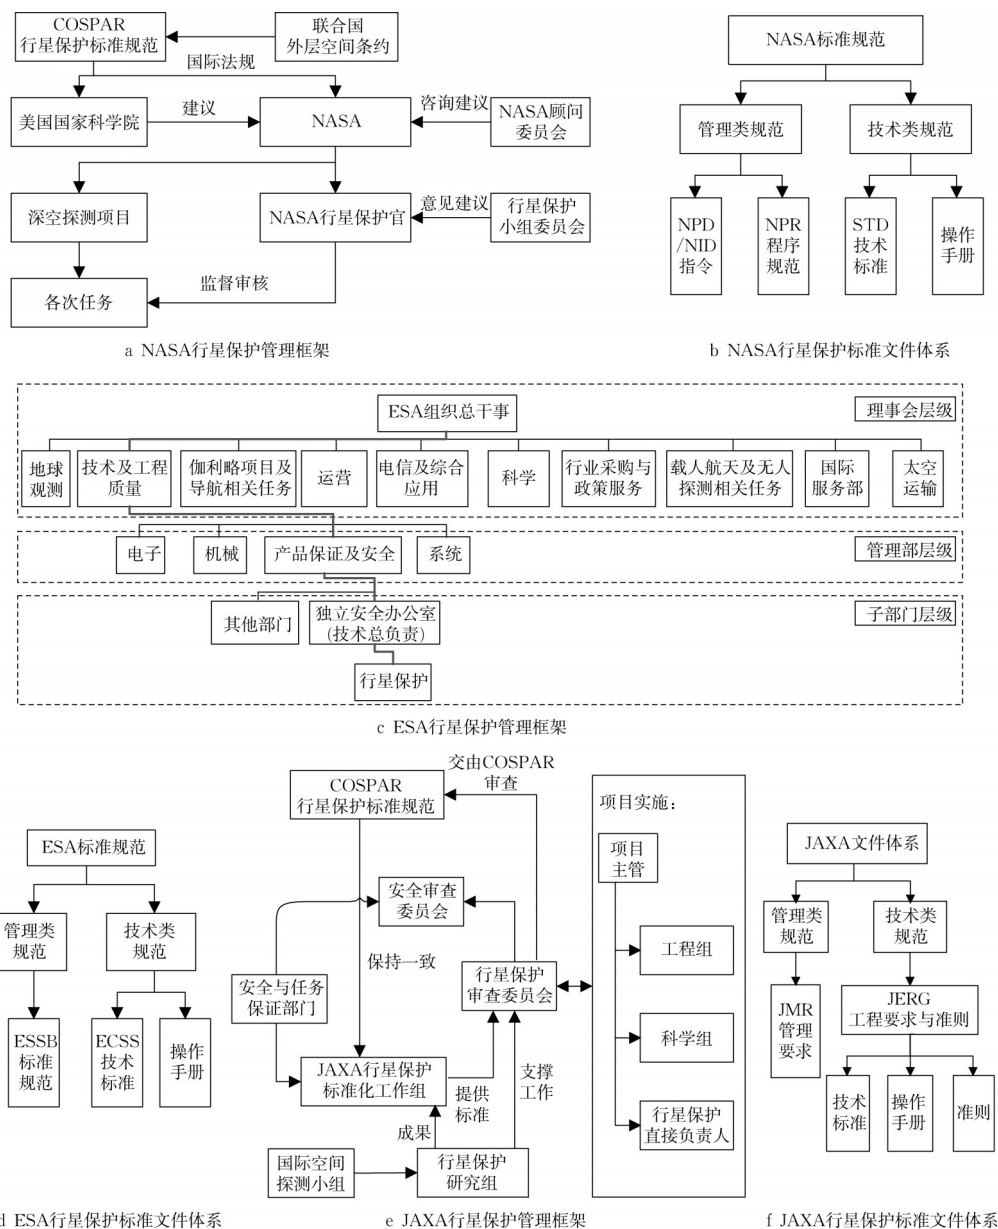 COSPAR
行星保护标准规范
联合国
外层空间条约
国际法规
美国国家科学院
建议
NASA
咨询建议
NASA顾问
委员会
深空探测项目
NASA行星保护官
意见建议
行星保护
小组委员会
各次任务
监督审核
a NASA行星保护管理框架
NASA标准规范
管理类规范
技术类规范
NPD
/NID
指令
NPR
程序
规范
STD
技术
标准
操作
手册
b NASA行星保护标准文件体系
ESA组织总干事
理事会层级
地球
观测
技术及工程
质量
伽利略项目及
导航相关任务
运营
电信及综合
应用
科学
行业采购与
政策服务
载人航天及无人
探测相关任务
国际
服务部
太空
运输
电子
机械
产品保证及安全
系统
管理部层级
其他部门
独立安全办公室
(技术总负责)
子部门层级
行星保护
c ESA行星保护管理框架
ESA标准规范
管理类
规范
技术类
规范
ESSB
标准
规范
ECSS
技术
标准
操作
手册
d ESA行星保护标准文件体系
COSPAR
行星保护标准规范
交由COSPAR
审查
安全审查
委员会
保持一致
安全与任务
保证部门
行星保护
审查委员会
JAXA行星保护
标准化工作组
提供
标准
支撑
工作
成果
国际空间
探测小组
行星保护
研究组
项目实施:
项目
主管
工程组
科学组
行星保护
直接负责人
e JAXA行星保护管理框架
JAXA文件体系
管理类
规范
技术类
规范
JMR
管理
要求
JERG
工程要求与准则
技术
标准
操作
手册
准则
f JAXA行星保护标准文件体系